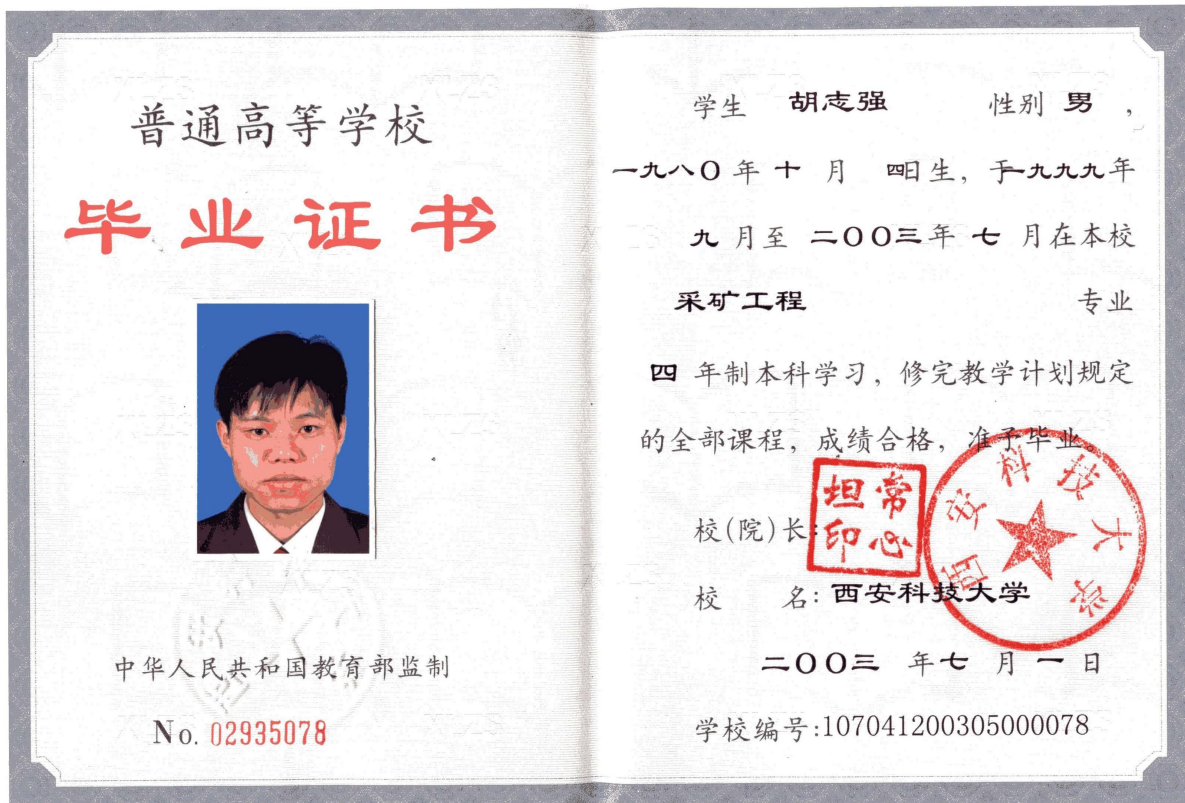 普通高等学校
毕业证书
中华人民共和国教育部监制
No. 02935078
学生 胡志强 性别 男,
一九八〇年 十 月 四日生, 于一九九九年
九 月至 二〇〇三年 七 月在本校
采矿工程 专业
四 年制本科学习, 修完教学计划规定
的全部课程, 成绩合格, 准予毕业。
校(院)长:
常心坦印
校 名: 西安科技大学
西安科技大学
二〇〇三 年七 月 一 日
学校编号:107041200305000078